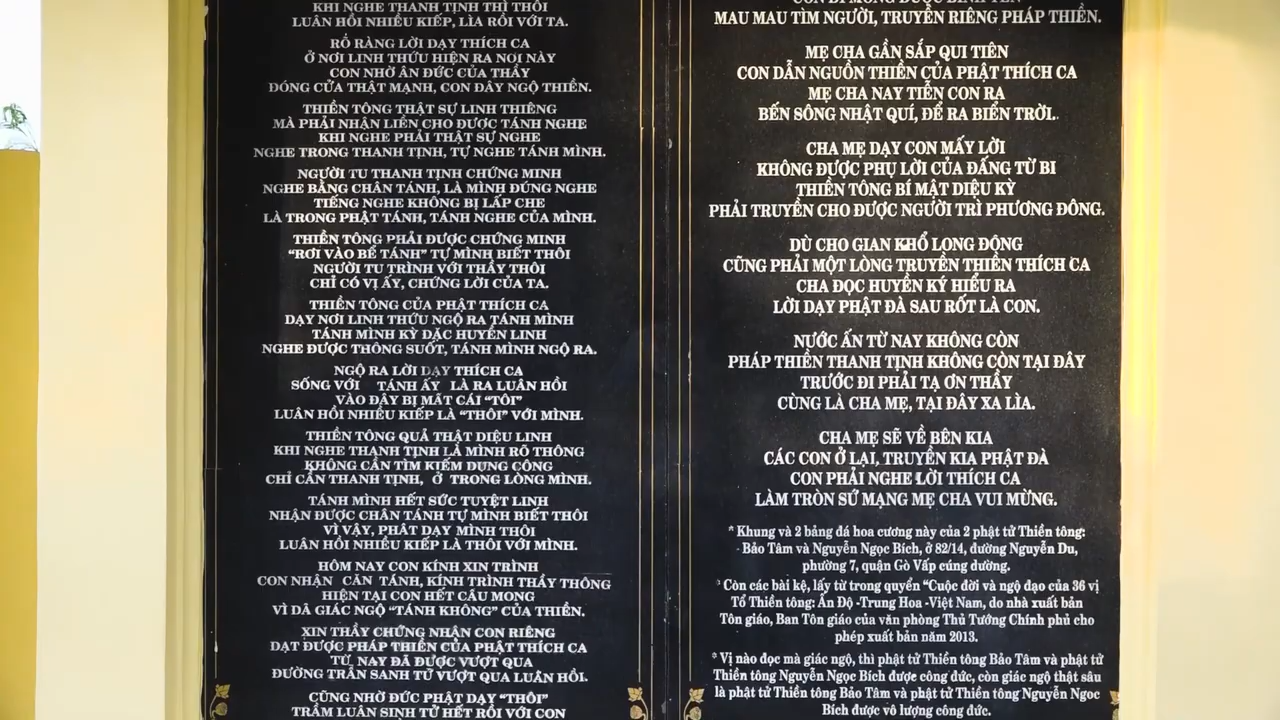 KHI NGHE THANH TỊNH THÌ THÔI
LUÂN HỒI NHIỀU KIẾP, LÌA RỒI VỚI TA.
RỐ RÀNG LỜI DẠY THÍCH CA
Ở NƠI LINH THỨU HIỆN RA NOI NÀY
CON NHỜ ÂN ĐỨC CỦA THẦY
ĐÓNG CỬA THẬT MẠNH, CON ĐÂY NGỘ THIỀN.
THIỀN TÔNG THẬT SỰ LINH THIÊNG
MÀ PHẢI NHẬN LIỀN CHO ĐƯỢC TÁNH NGHE
KHI NGHE PHẢI THẬT SỰ NGHE
NGHE TRONG THANH TỊNH, TỰ NGHE TÁNH MÌNH.
NGƯỜI TU THANH TỊNH CHỨNG MINH
NGHE BẰNG CHÂN TÁNH, LÀ MÌNH ĐÚNG NGHE
TIẾNG NGHE KHÔNG BỊ LẤP CHE
LÀ TRONG PHẬT TÁNH, TÁNH NGHE CỦA MÌNH.
THIỀN TÔNG PHẢI ĐƯỢC CHỨNG MINH
“RƠI VÀO BỂ TÁNH” TỰ MÌNH BIẾT THÔI
NGƯỜI TU TRÌNH VỚI THẦY THÔI
CHỈ CÓ VỊ ẤY, CHỨNG LỜI CỦA TA.
THIỀN TÔNG CỦA PHẬT THÍCH CA
DẠY NƠI LINH THỨU NGỘ RA TÁNH MÌNH
TÁNH MÌNH KỲ ĐẶC HUYỀN LINH
NGHE ĐƯỢC THÔNG SUỐT, TÁNH MÌNH NGỘ RA.
NGỘ RA LỜI DẠY THÍCH CA
SỐNG VỚI TÁNH ẤY LÀ RA LUÂN HỒI
VÀO ĐÂY BỊ MẤT CÁI “TÔI”
LUÂN HỒI NHIỀU KIẾP LÀ “THÔI” VỚI MÌNH.
THIỀN TÔNG QUẢ THẬT DIỆU LINH
KHI NGHE THANH TỊNH LÀ MÌNH RÕ THÔNG
KHÔNG CẦN TÌM KIẾM DỤNG CÔNG
CHỈ CẦN THANH TỊNH, Ở TRONG LÒNG MÌNH.
TÁNH MÌNH HẾT SỨC TUYỆT LINH
NHẬN ĐƯỢC CHÂN TÁNH TỰ MÌNH BIẾT THÔI
VÌ VẬY, PHẬT DẠY MÌNH THÔI
LUÂN HỒI NHIỀU KIẾP LÀ THÔI VỚI MÌNH.
HÔM NAY CON KÍNH XIN TRÌNH
CON NHẬN CĂN TÁNH, KÍNH TRÌNH THẦY THÔNG
HIỆN TẠI CON HẾT CẦU MONG
VÌ DÃ GIÁC NGỘ “TÁNH KHÔNG” CỦA THIỀN.
XIN THẦY CHỨNG NHẬN CON RIÊNG
ĐẠT ĐƯỢC PHÁP THIỀN CỦA PHẬT THÍCH CA
TỪ NAY ĐÃ ĐƯỢC VƯỢT QUA
ĐƯỜNG TRẦN SANH TỬ VƯỢT QUA LUÂN HỒI.
CŨNG NHỜ ĐỨC PHẬT DẠY “THÔI”
TRẦM LUÂN SINH TỬ HẾT RỒI VỚI CON
MAU MAU TÌM NGƯỜI, TRUYỀN RIÊNG PHÁP THIỀN.
MẸ CHA GẦN SẮP QUI TIÊN
CON DẪN NGUỒN THIỀN CỦA PHẬT THÍCH CA
MẸ CHA NAY TIỄN CON RA
BẾN SÔNG NHẬT QUÍ, ĐỂ RA BIỂN TRỜI.
CHA MẸ DẠY CON MẤY LỜI
KHÔNG ĐƯỢC PHỤ LỜI CỦA ĐẤNG TỪ BI
THIỀN TÔNG BÍ MẬT DIỆU KỲ
PHẢI TRUYỀN CHO ĐƯỢC NGƯỜI TRÌ PHƯƠNG ĐÔNG.
DÙ CHO GIAN KHỔ LONG ĐỘNG
CŨNG PHẢI MỘT LÒNG TRUYỀN THIỀN THÍCH CA
CHA ĐỌC HUYỀN KÝ HIỂU RA
LỜI DẠY PHẬT ĐÀ SAU RỐT LÀ CON.
NƯỚC ẤN TỪ NAY KHÔNG CÒN
PHÁP THIỀN THANH TỊNH KHÔNG CÒN TẠI ĐÂY
TRƯỚC ĐI PHẢI TẠ ƠN THẦY
CÙNG LÀ CHA MẸ, TẠI ĐÂY XA LÌA.
CHA MẸ SẼ VỀ BÊN KIA
CÁC CON Ở LẠI, TRUYỀN KIA PHẬT ĐÀ
CON PHẢI NGHE LỜI THÍCH CA
LÀM TRÒN SỨ MẠNG MẸ CHA VUI MỪNG.
* Khung và 2 bảng đá hoa cương này của 2 phật tử Thiền tông:
Bảo Tâm và Nguyễn Ngọc Bích, ở 82/14, đường Nguyễn Du,
phường 7, quận Gò Vấp cúng dường.
* Còn các bài kệ, lấy từ trong quyển “Cuộc đời và ngộ đạo của 36 vị
Tổ Thiền tông: Ấn Độ -Trung Hoa -Việt Nam, do nhà xuất bản
Tôn giáo, Ban Tôn giáo của văn phòng Thủ Tướng Chính phủ cho
phép xuất bản năm 2013.
* Vị nào đọc mà giác ngộ, thì phật tử Thiền tông Bảo Tâm và phật tử
Thiền tông Nguyễn Ngọc Bích được công đức, còn giác ngộ thật sâu
là phật tử Thiền tông Bảo Tâm và phật tử Thiền tông Nguyễn Ngọc
Bích được vô lượng công đức.